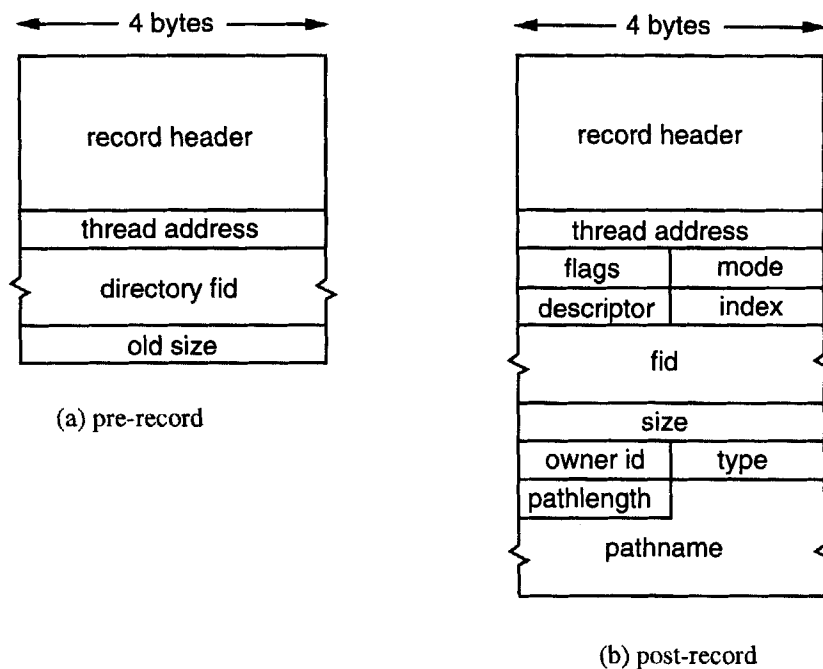 4 bytes
record header
thread address
directory fid
old size
(a) pre-record
4 bytes
record header
thread address
flags mode
descriptor index
fid
size
owner id type
pathlength
pathname
(b) post-record